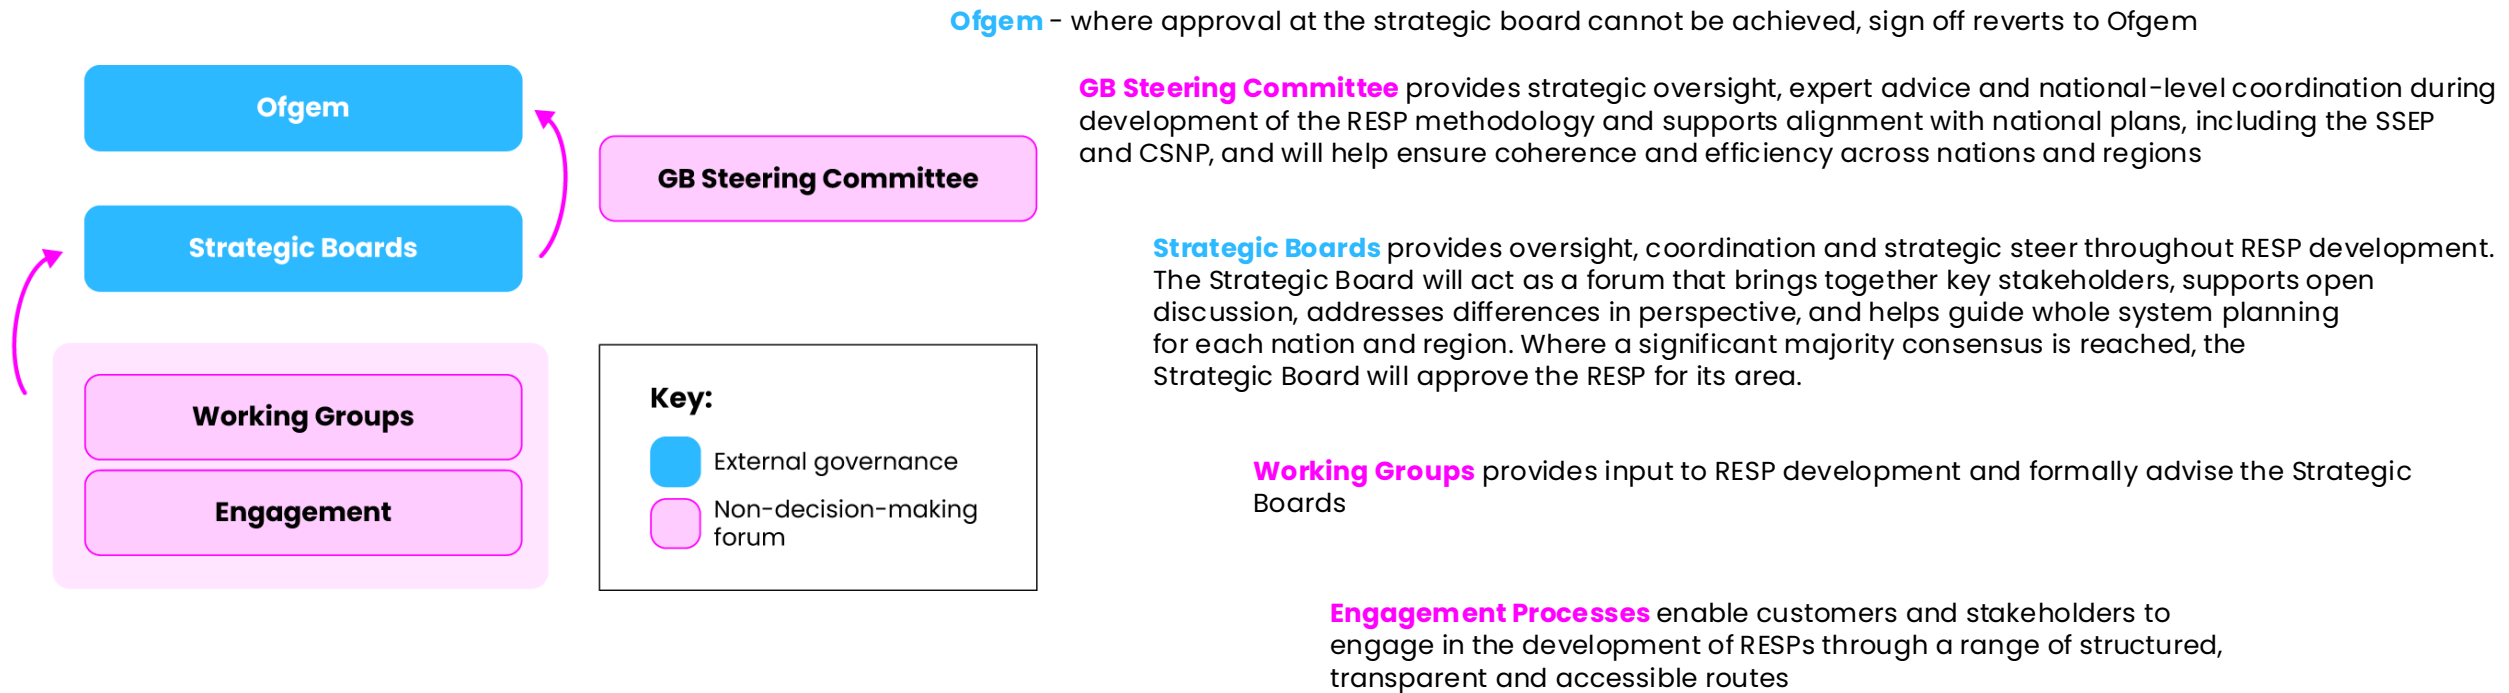 Ofgem - where approval at the strategic board cannot be achieved, sign off reverts to Ofgem
Ofgem
GB Steering Committee
Strategic Boards
Working Groups
Engagement
Key:
External governance
Non-decision-making
forum
GB Steering Committee provides strategic oversight, expert advice and national-level coordination during
development of the RESP methodology and supports alignment with national plans, including the SSEP
and CSNP, and will help ensure coherence and efficiency across nations and regions
Strategic Boards provides oversight, coordination and strategic steer throughout RESP development.
The Strategic Board will act as a forum that brings together key stakeholders, supports open
discussion, addresses differences in perspective, and helps guide whole system planning
for each nation and region. Where a significant majority consensus is reached, the
Strategic Board will approve the RESP for its area.
Working Groups provides input to RESP development and formally advise the Strategic
Boards
Engagement Processes enable customers and stakeholders to
engage in the development of RESPs through a range of structured,
transparent and accessible routes